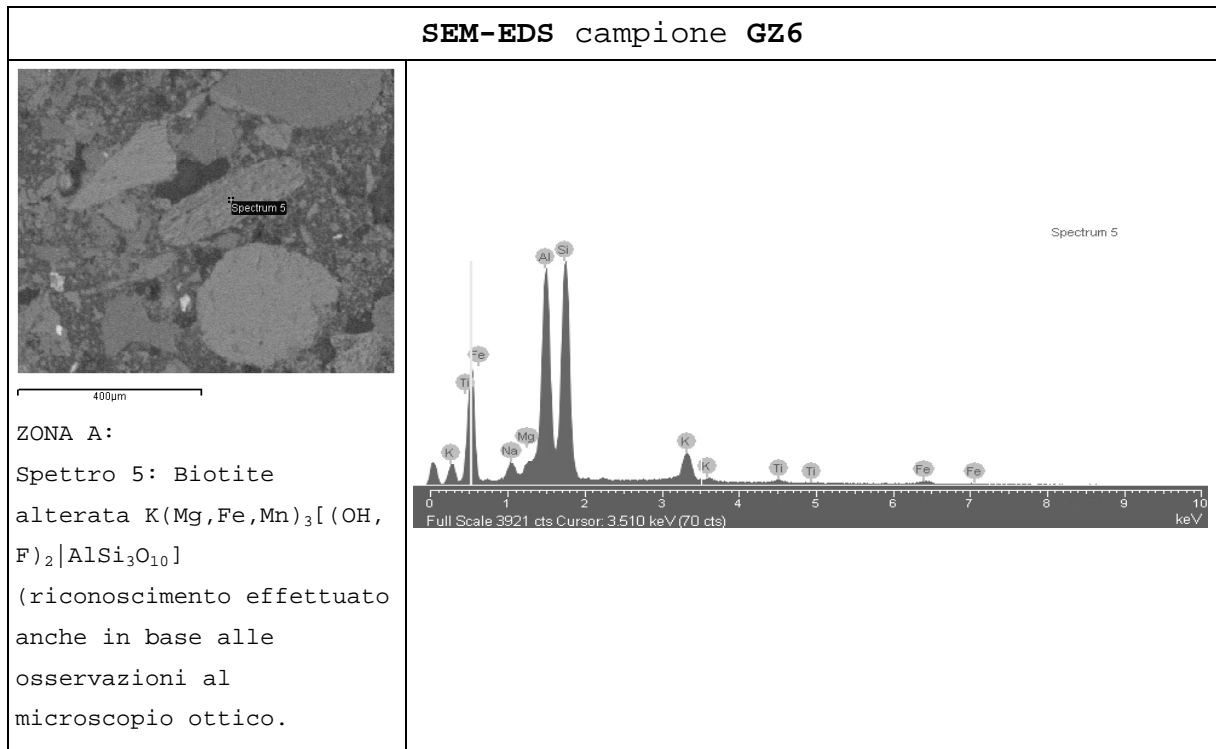 SEM-EDS campione GZ6
Spectrum 5
400µm
ZONA A:
Spettro 5: Biotite
alterata K(Mg,Fe,Mn)₃[(OH,
F)₂|AlSi₃O₁₀]
(riconoscimento effettuato
anche in base alle
osservazioni al
microscopio ottico.
Spectrum 5
Al Si
Fe
Ti
K Na Mg K K Ti Ti Fe Fe
0 1 2 3 4 5 6 7 8 9 10
Full Scale 3921 cts Cursor: 3.510 keV (70 cts) keV